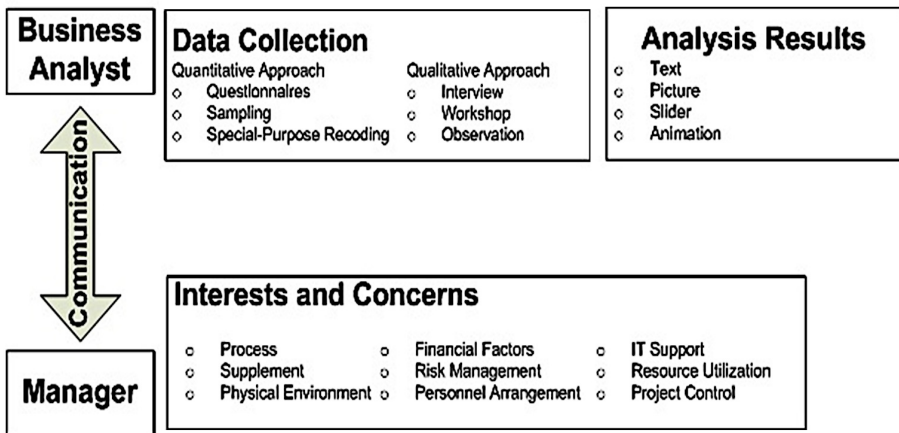 Business
Analyst
Data Collection
Quantitative Approach
Questionnaires
Sampling
Special-Purpose Recoding
Qualitative Approach
Interview
Workshop
Observation
Analysis Results
Text
Picture
Slider
Animation
Communication
Interests and Concerns
Process
Supplement
Physical Environment
Financial Factors
Risk Management
Personnel Arrangement
IT Support
Resource Utilization
Project Control
Manager